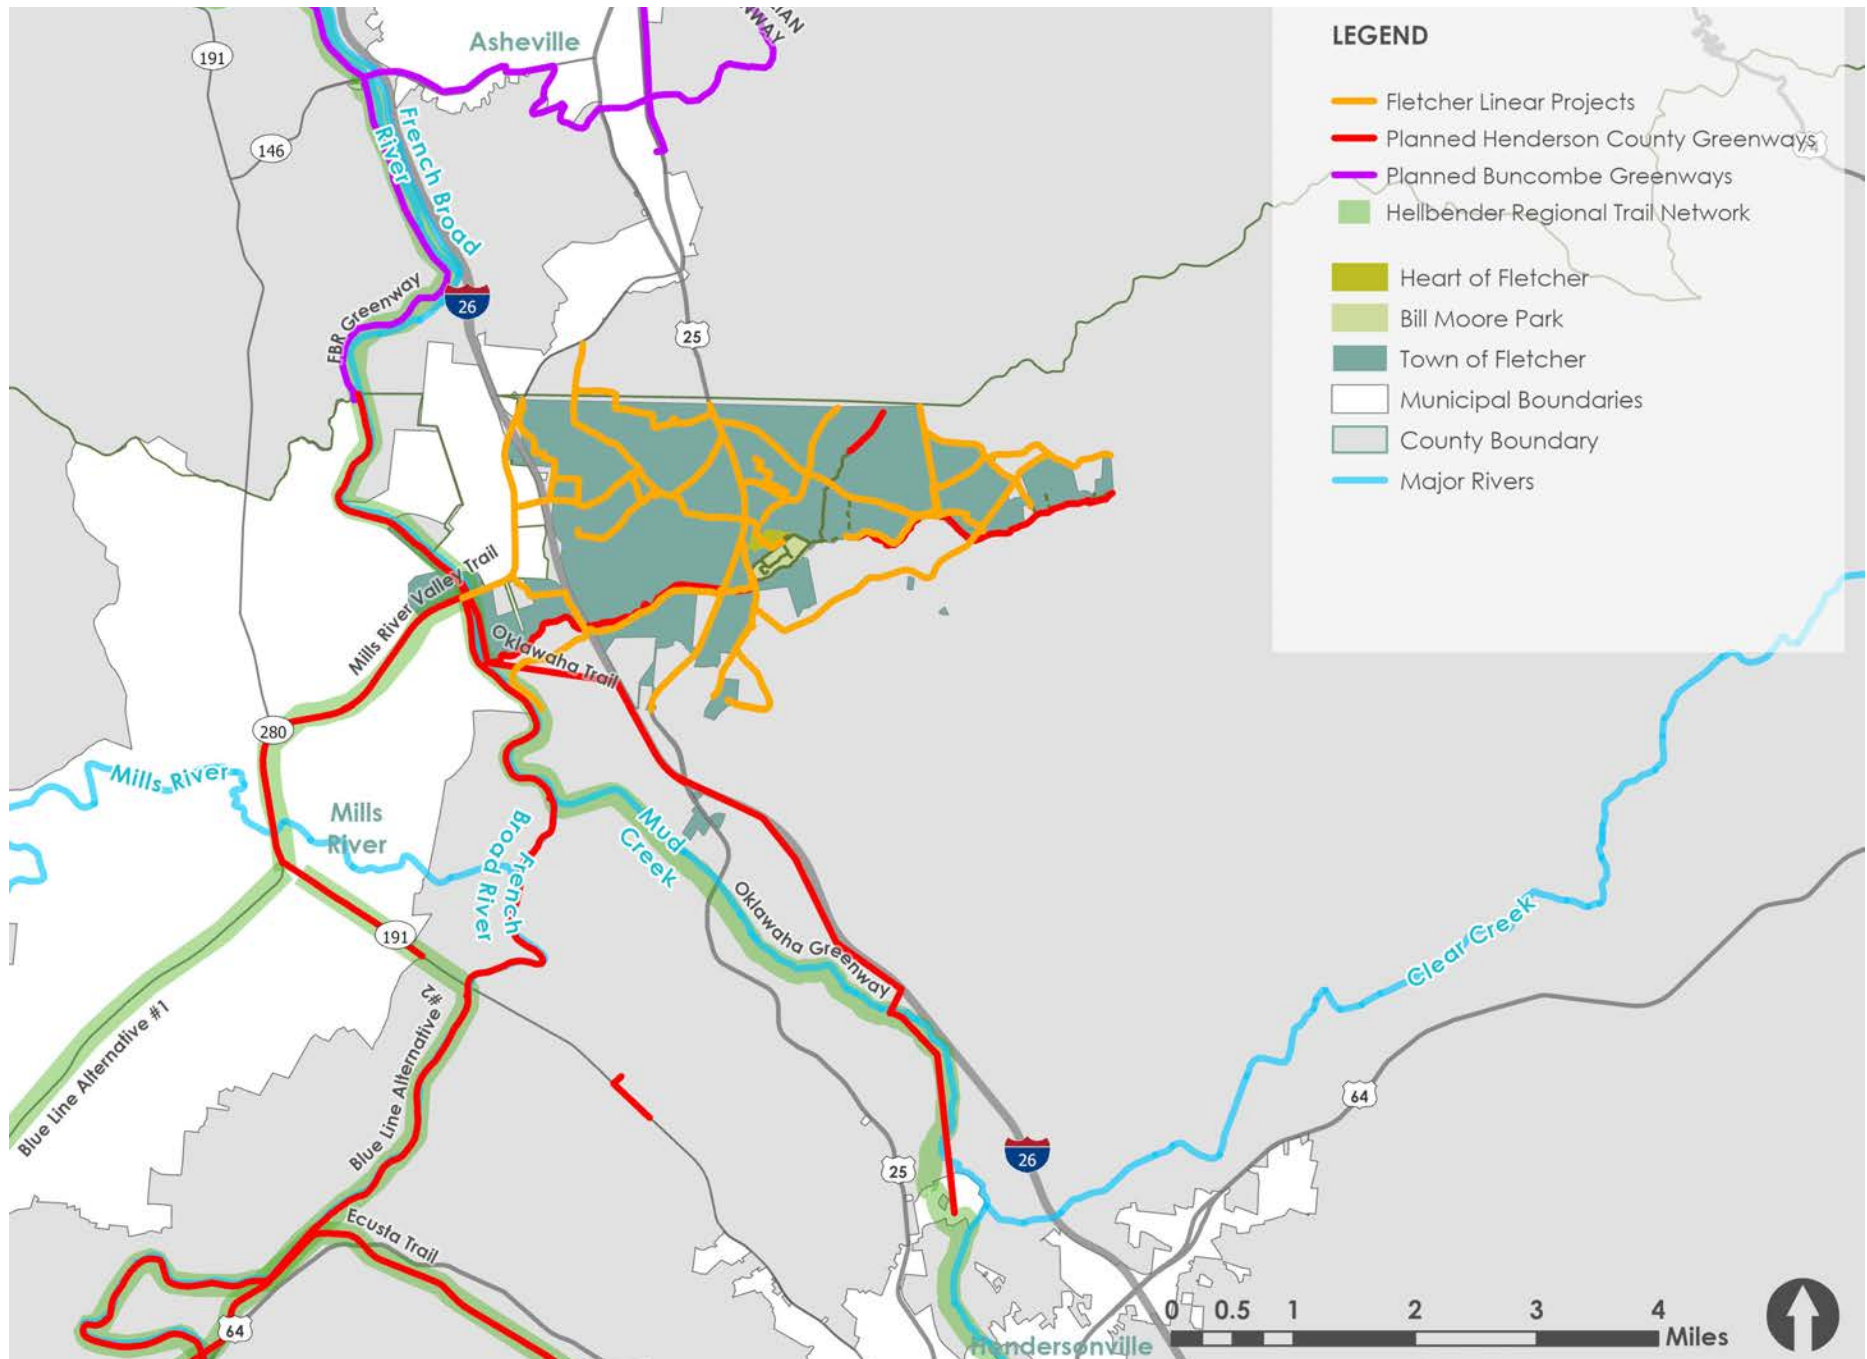 Asheville
NWAY
191
146
French Broad
River
FBR Greenway
26
25
LEGEND
Fletcher Linear Projects
Planned Henderson County Greenways
Planned Buncombe Greenways
Hellbender Regional Trail Network
Heart of Fletcher
Bill Moore Park
Town of Fletcher
Municipal Boundaries
County Boundary
Major Rivers
Mills River Valley Trail
Oklawaha Trail
280
Mills River
Mills
River
Mud
Creek
French
Broad River
191
Oklawaha Greenway
Clear Creek
Blue Line Alternative #1
Blue Line Alternative #2
64
25
26
Ecusta Trail
64
Hendersonville
0 0.5 1 2 3 4
Miles